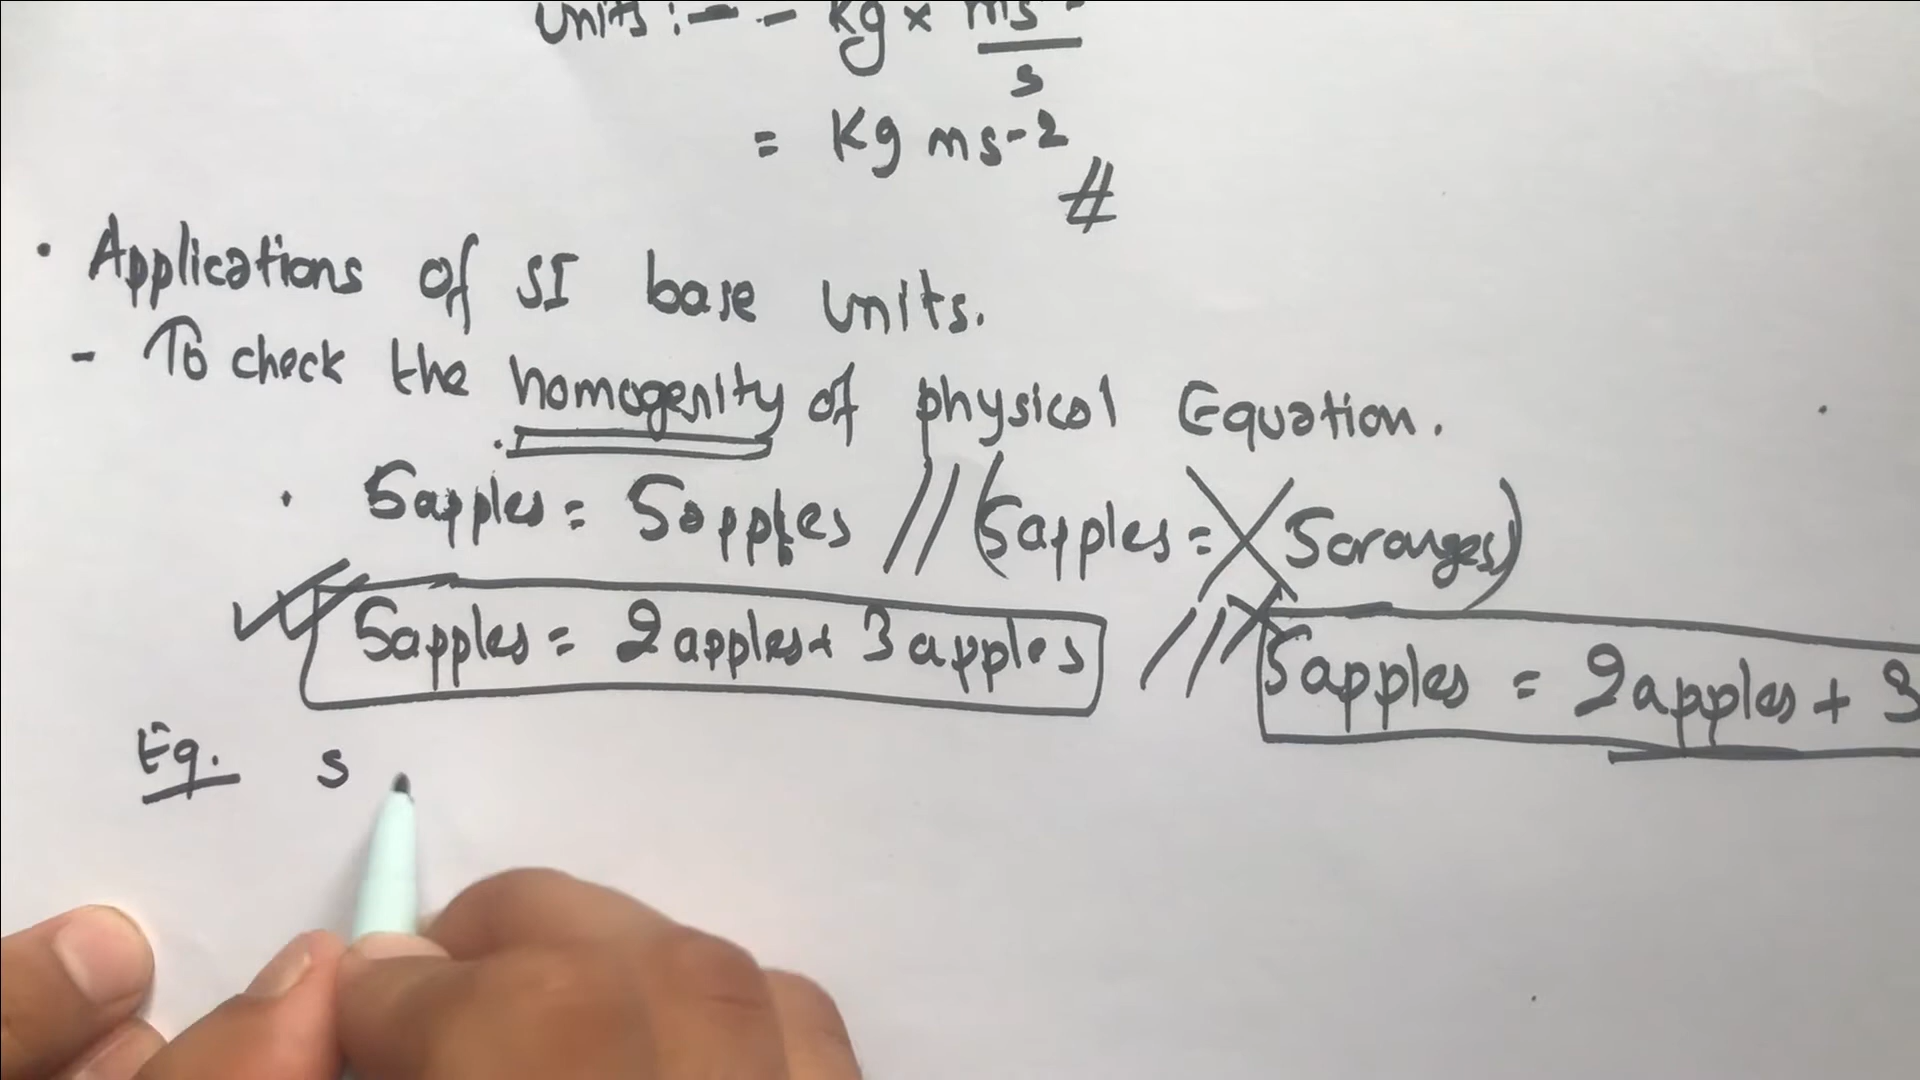 Units :- - kg × ms-
s
= Kg ms-2
#
• Applications of SI base units.
- To check the homogenity of physical Equation.
• 5apples = 5apples // (5apples = 5oranges)
5apples = 2apples + 3apples // 5apples = 2apples + 3
Eg. s